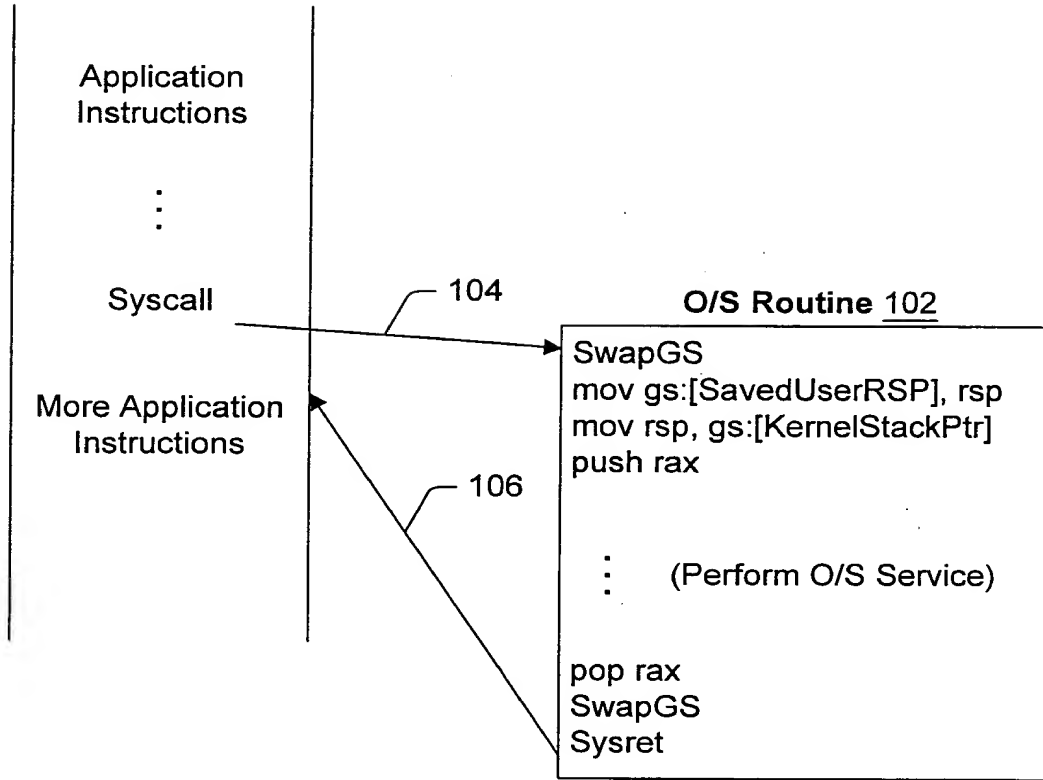 Application
Instructions
⋮
Syscall
More Application
Instructions
104
106
O/S Routine 102
SwapGS
mov gs:[SavedUserRSP], rsp
mov rsp, gs:[KernelStackPtr]
push rax
⋮ (Perform O/S Service)
pop rax
SwapGS
Sysret